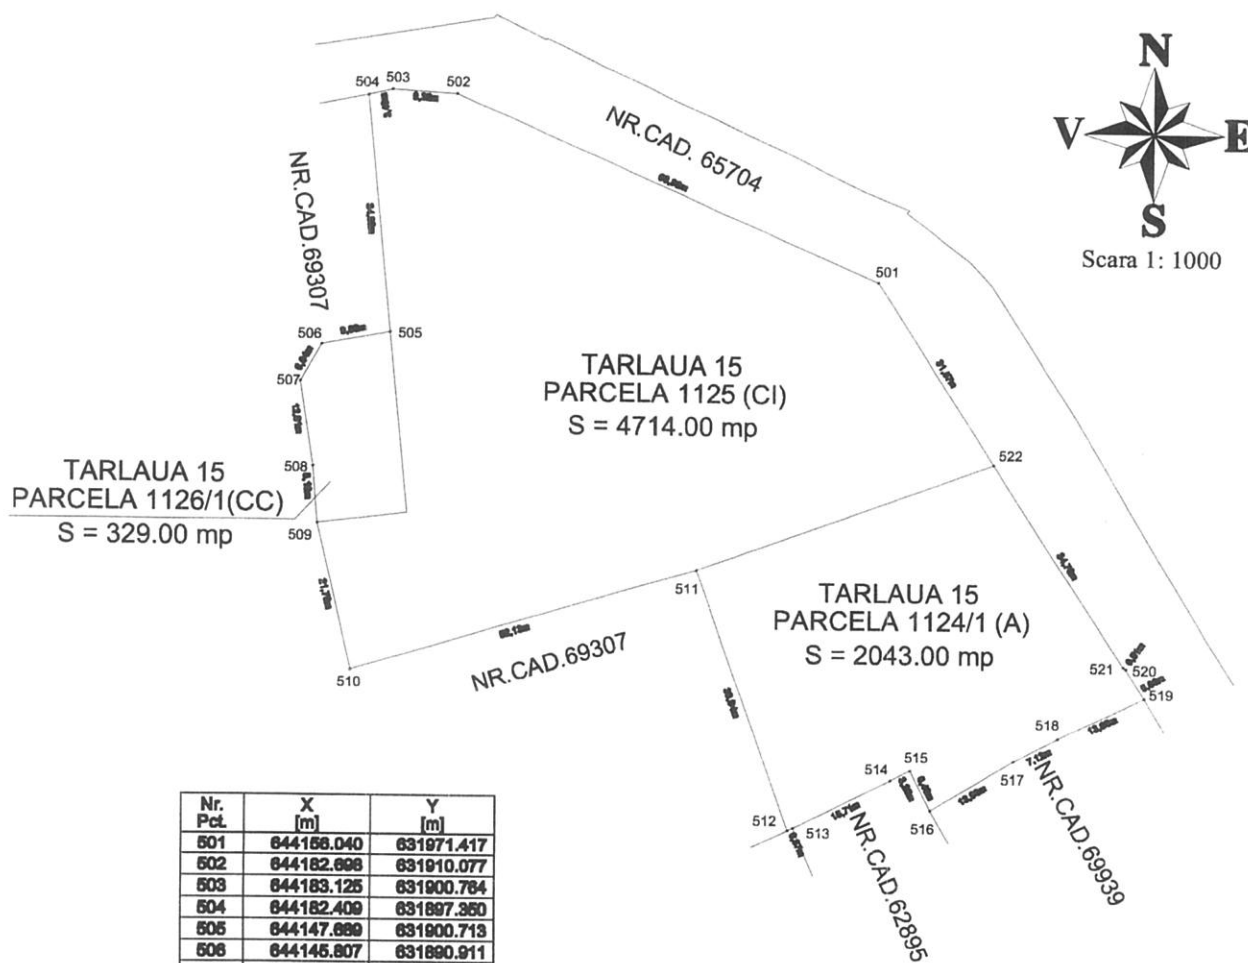 N
V
E
S
Scara 1: 1000
504
503
502
NR.CAD. 65704
NR.CAD.69307
501
506
505
507
TARLAUA 15
PARCELA 1125 (CI)
S = 4714.00 mp
508
522
TARLAUA 15
PARCELA 1126/1(CC)
S = 329.00 mp
509
511
TARLAUA 15
PARCELA 1124/1 (A)
S = 2043.00 mp
NR.CAD.69307
510
521
520
519
518
517
515
514
516
512
513
NR.CAD.62895
NR.CAD.69939
Nr. Pct. X [m] Y [m]
501 644156.040 631971.417
502 644182.698 631910.077
503 644183.125 631900.764
504 644182.409 631897.350
505 644147.689 631900.713
506 644145.807 631890.911